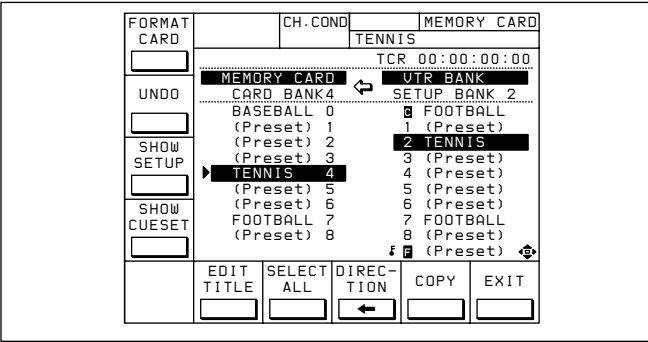 FORMAT CARD
CH.COND
MEMORY CARD
TENNIS
TCR 00:00:00:00
MEMORY CARD
VTR BANK
CARD BANK4
SETUP BANK 2
UNDO
BASEBALL 0
C FOOTBALL
(Preset) 1
1 (Preset)
(Preset) 2
2 TENNIS
SHOW SETUP
(Preset) 3
3 (Preset)
TENNIS 4
4 (Preset)
(Preset) 5
5 (Preset)
(Preset) 6
6 (Preset)
SHOW CUESET
FOOTBALL 7
7 FOOTBALL
(Preset) 8
8 (Preset)
F (Preset)
EDIT TITLE
SELECT ALL
DIREC-
TION
COPY
EXIT